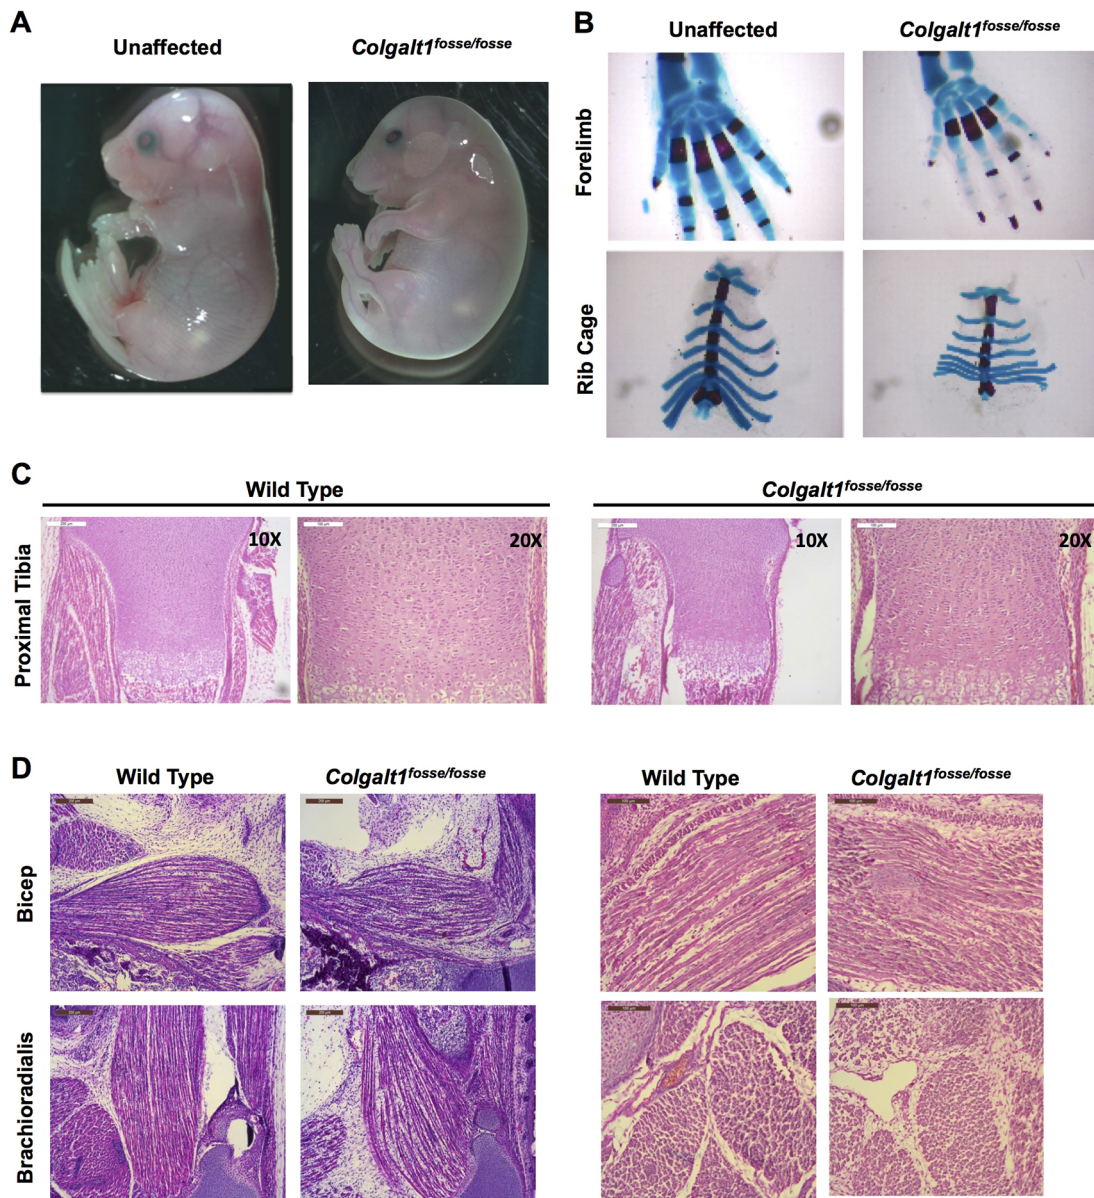 A
Unaffected
Colgalt1fosse/fosse
B
Unaffected
Colgalt1fosse/fosse
Forelimb
Rib Cage
C
Wild Type
Colgalt1fosse/fosse
Proximal Tibia
10X
20X
10X
20X
D
Wild Type
Colgalt1fosse/fosse
Wild Type
Colgalt1fosse/fosse
Bicep
Brachioradialis